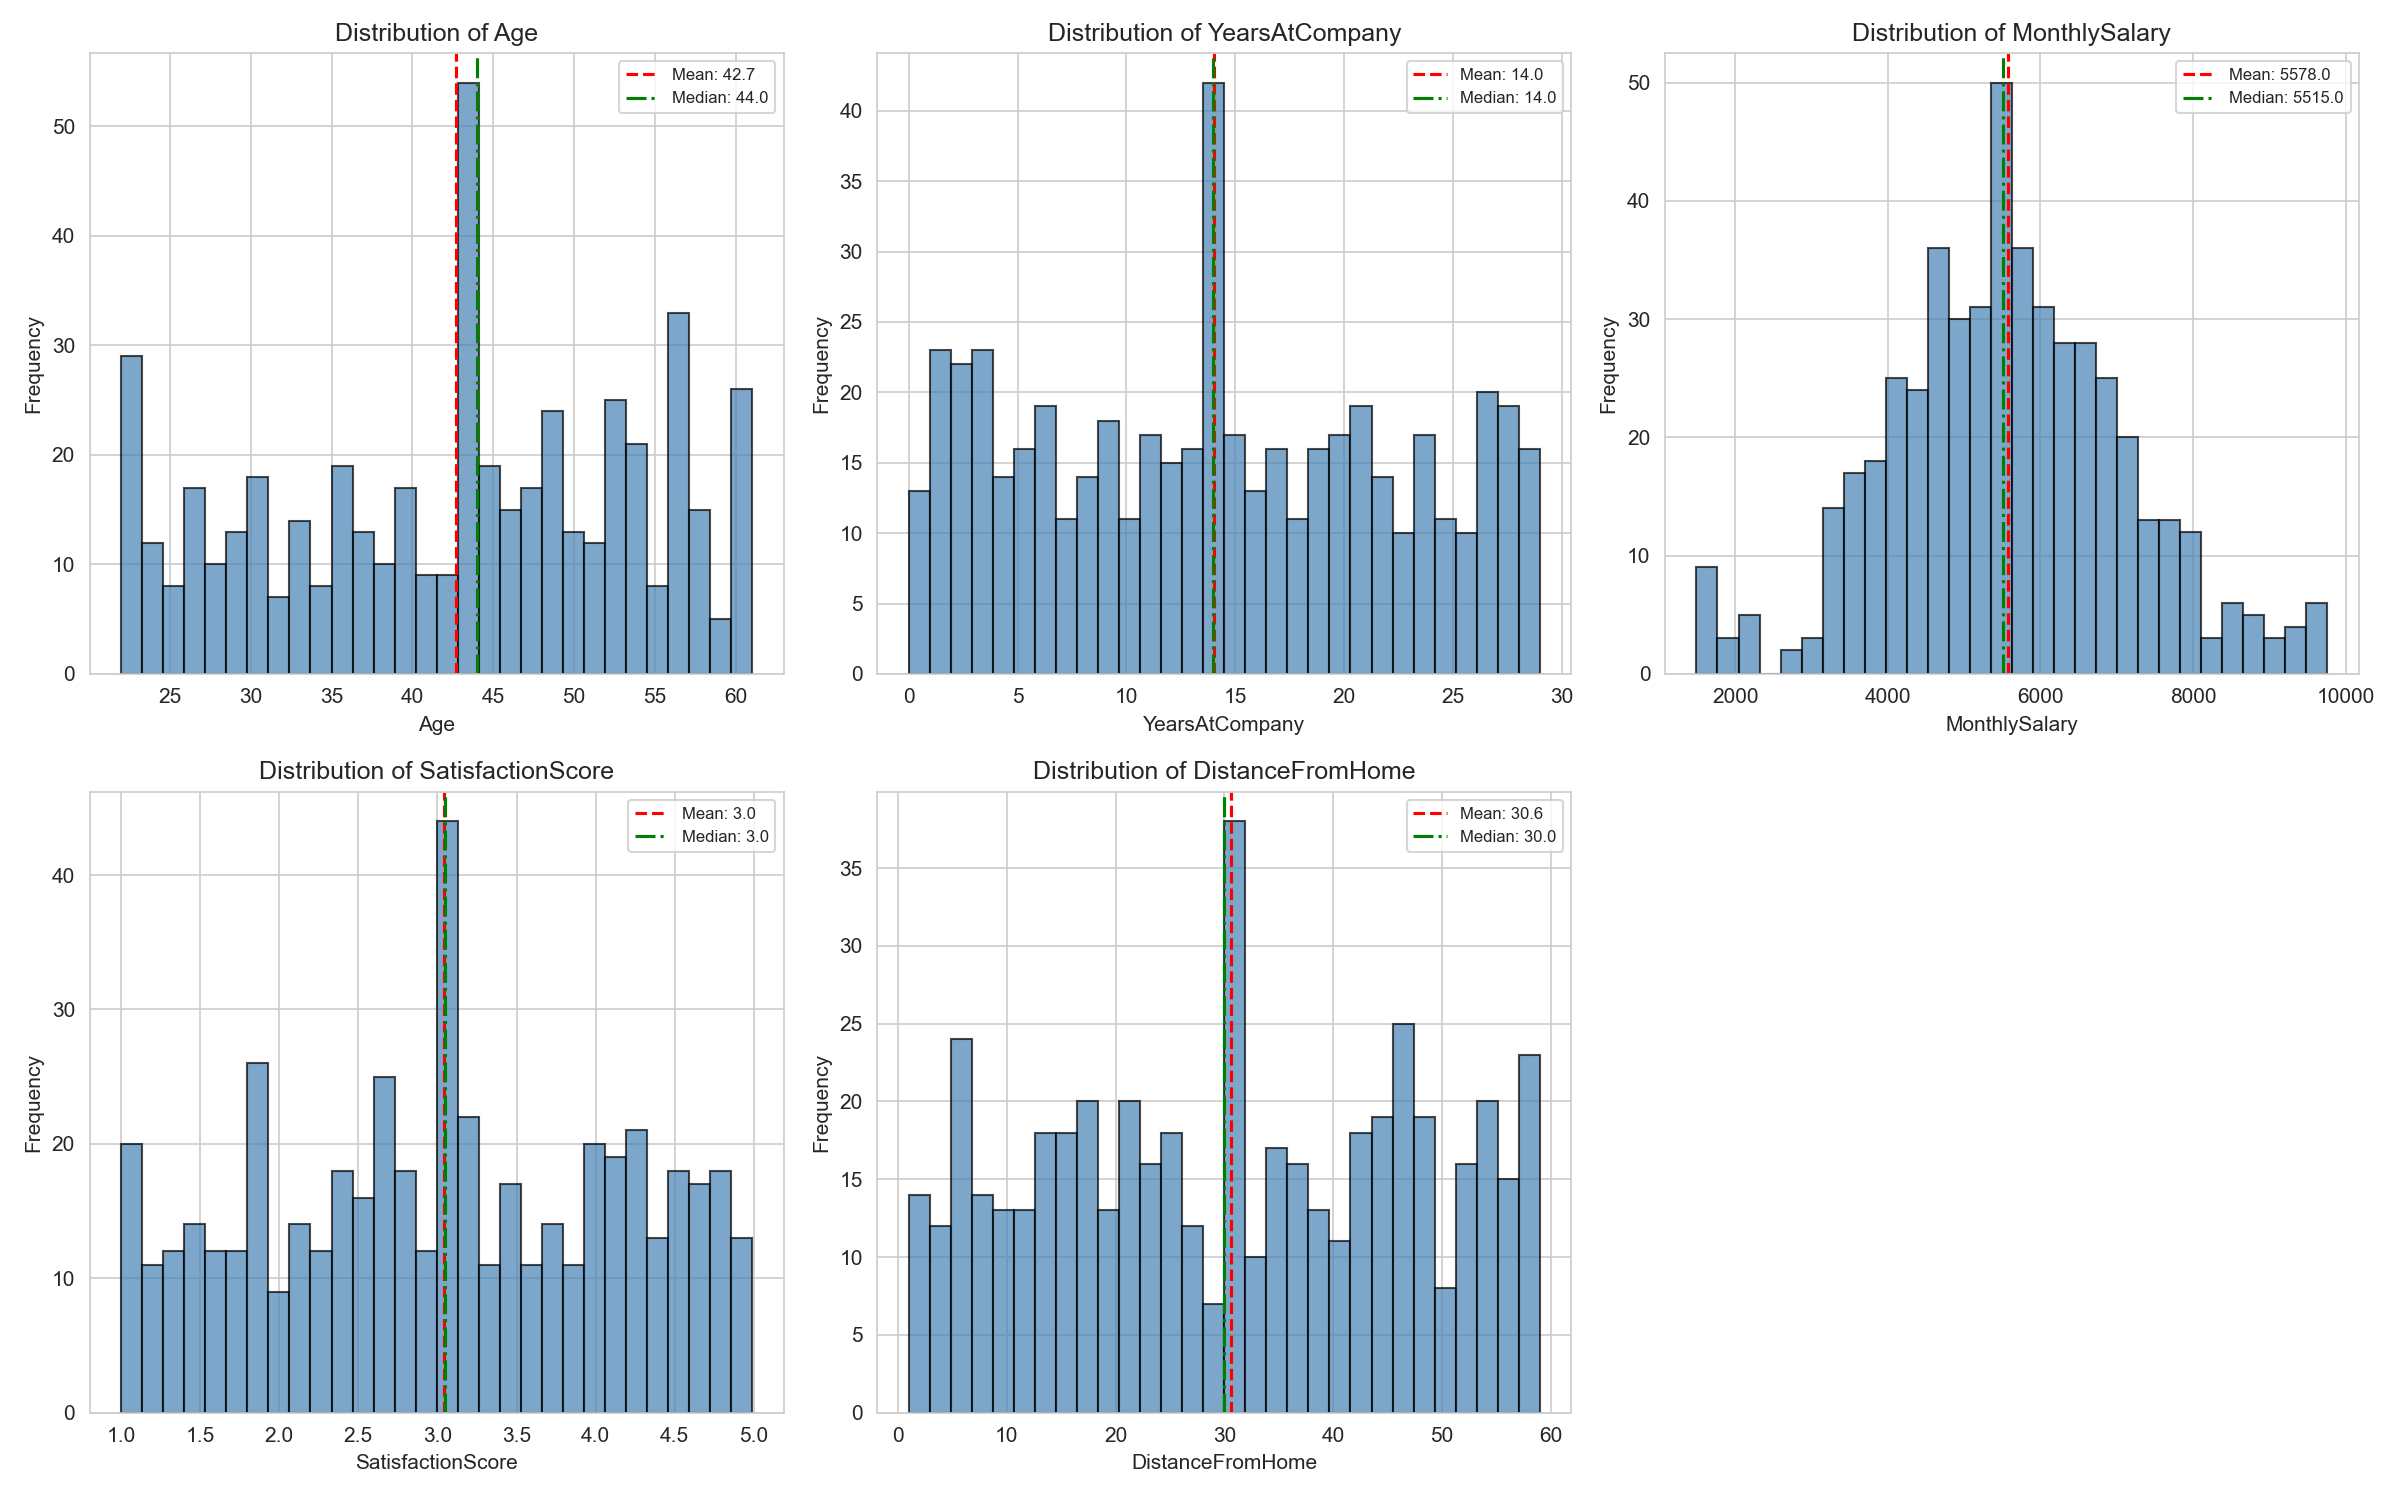 Distribution of Age
Mean: 42.7
Median: 44.0
Frequency
50
40
30
20
10
0
25 30 35 40 45 50 55 60
Age
Distribution of YearsAtCompany
Mean: 14.0
Median: 14.0
Frequency
40
35
30
25
20
15
10
5
0
0 5 10 15 20 25 30
YearsAtCompany
Distribution of MonthlySalary
Mean: 5578.0
Median: 5515.0
Frequency
50
40
30
20
10
0
2000 4000 6000 8000 10000
MonthlySalary
Distribution of SatisfactionScore
Mean: 3.0
Median: 3.0
Frequency
40
30
20
10
0
1.0 1.5 2.0 2.5 3.0 3.5 4.0 4.5 5.0
SatisfactionScore
Distribution of DistanceFromHome
Mean: 30.6
Median: 30.0
Frequency
35
30
25
20
15
10
5
0
0 10 20 30 40 50 60
DistanceFromHome